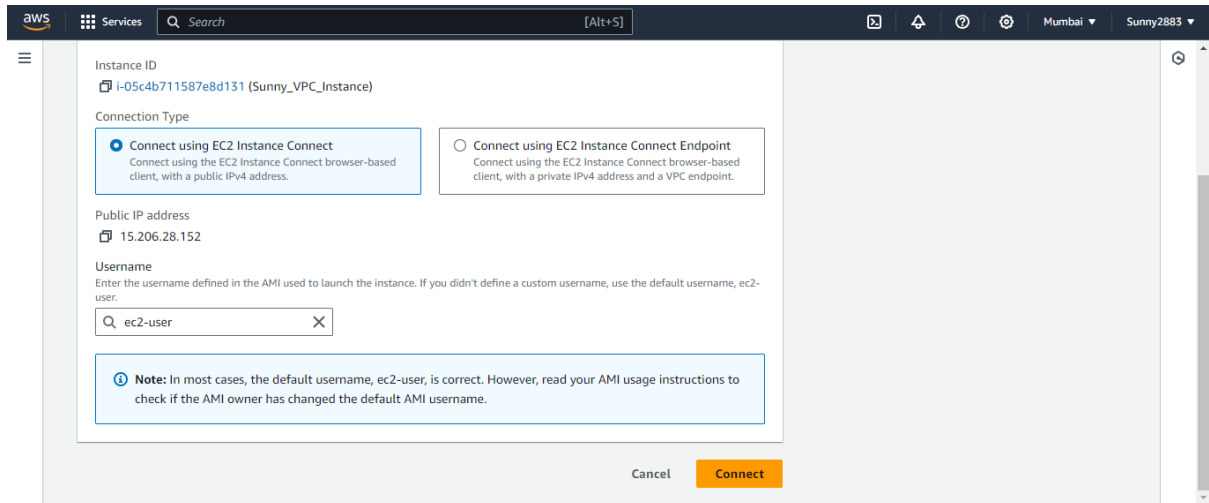 aws Services Search [Alt+S] Mumbai Sunny2883
Instance ID
i-05c4b711587e8d131 (Sunny_VPC_Instance)
Connection Type
Connect using EC2 Instance Connect
Connect using the EC2 Instance Connect browser-based
client, with a public IPv4 address.
Connect using EC2 Instance Connect Endpoint
Connect using the EC2 Instance Connect browser-based
client, with a private IPv4 address and a VPC endpoint.
Public IP address
15.206.28.152
Username
Enter the username defined in the AMI used to launch the instance. If you didn't define a custom username, use the default username, ec2-
user.
ec2-user
Note: In most cases, the default username, ec2-user, is correct. However, read your AMI usage instructions to
check if the AMI owner has changed the default AMI username.
Cancel Connect